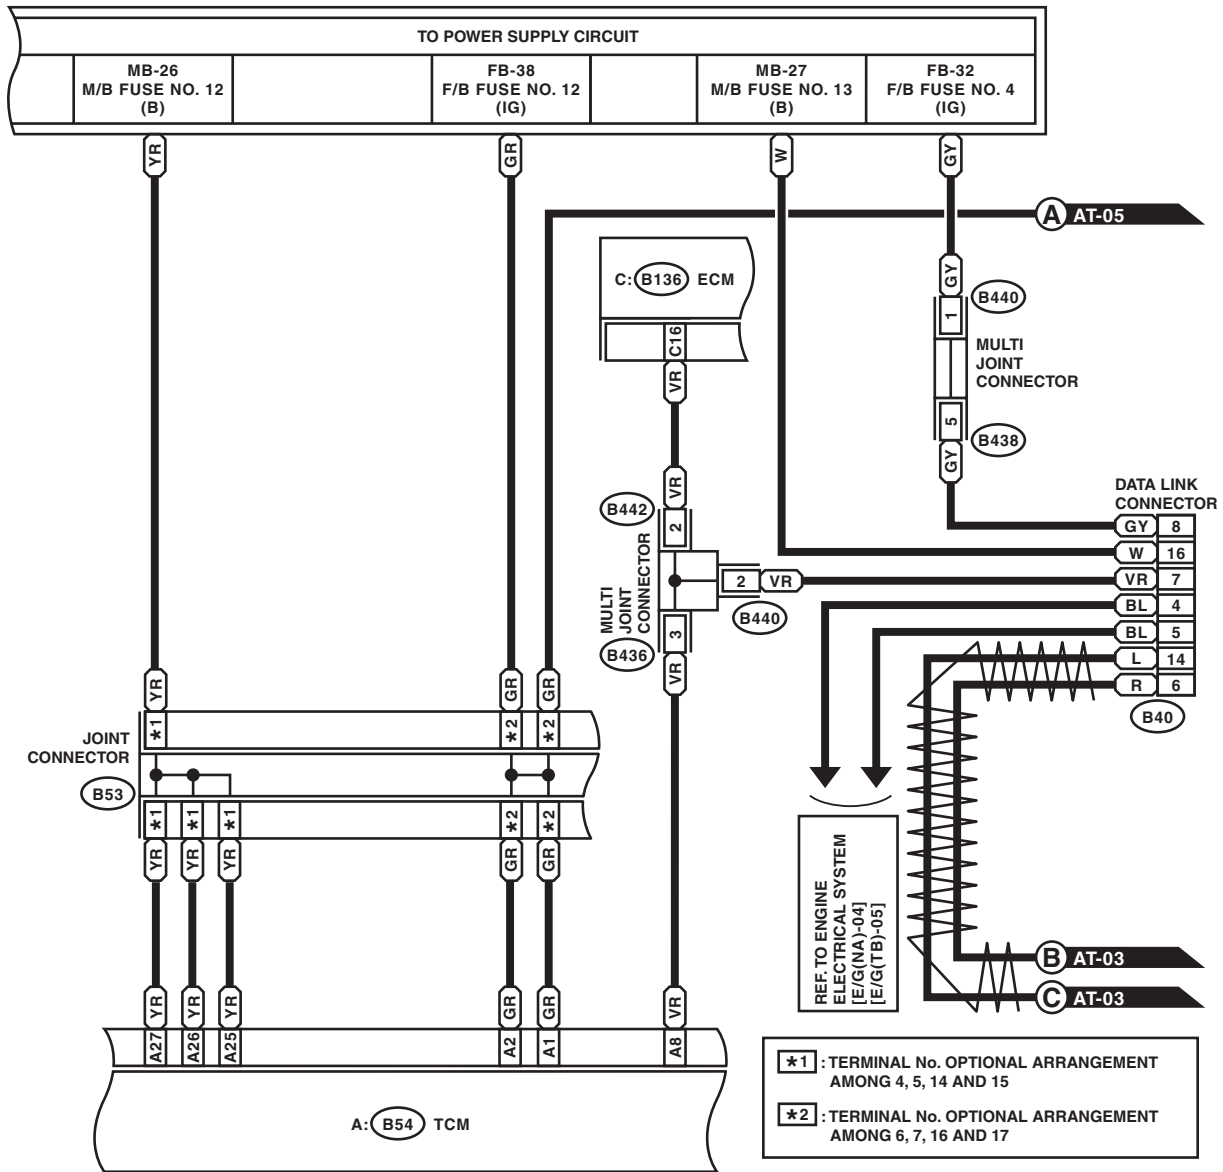 TO POWER SUPPLY CIRCUIT
MB-26
M/B FUSE NO. 12
(B)
FB-38
F/B FUSE NO. 12
(IG)
MB-27
M/B FUSE NO. 13
(B)
FB-32
F/B FUSE NO. 4
(IG)
YR
GR
W
GY
A AT-05
C: B136 ECM
C16
VR
GY
1
B440
MULTI
JOINT
CONNECTOR
5
B438
GY
VR
B442
2
MULTI
JOINT
CONNECTOR
2 VR
B440
3
B436
VR
DATA LINK
CONNECTOR
GY 8
W 16
VR 7
BL 4
BL 5
L 14
R 6
B40
YR
GR
GR
*1
*2
*2
JOINT
CONNECTOR
B53
*1
*1
*1
*2
*2
YR
YR
YR
GR
GR
REF. TO ENGINE
ELECTRICAL SYSTEM
[E/G(NA)-04]
[E/G(TB)-05]
B AT-03
C AT-03
YR
YR
YR
GR
GR
VR
A27
A26
A25
A2
A1
A8
A: B54 TCM
*1 : TERMINAL No. OPTIONAL ARRANGEMENT
AMONG 4, 5, 14 AND 15
*2 : TERMINAL No. OPTIONAL ARRANGEMENT
AMONG 6, 7, 16 AND 17